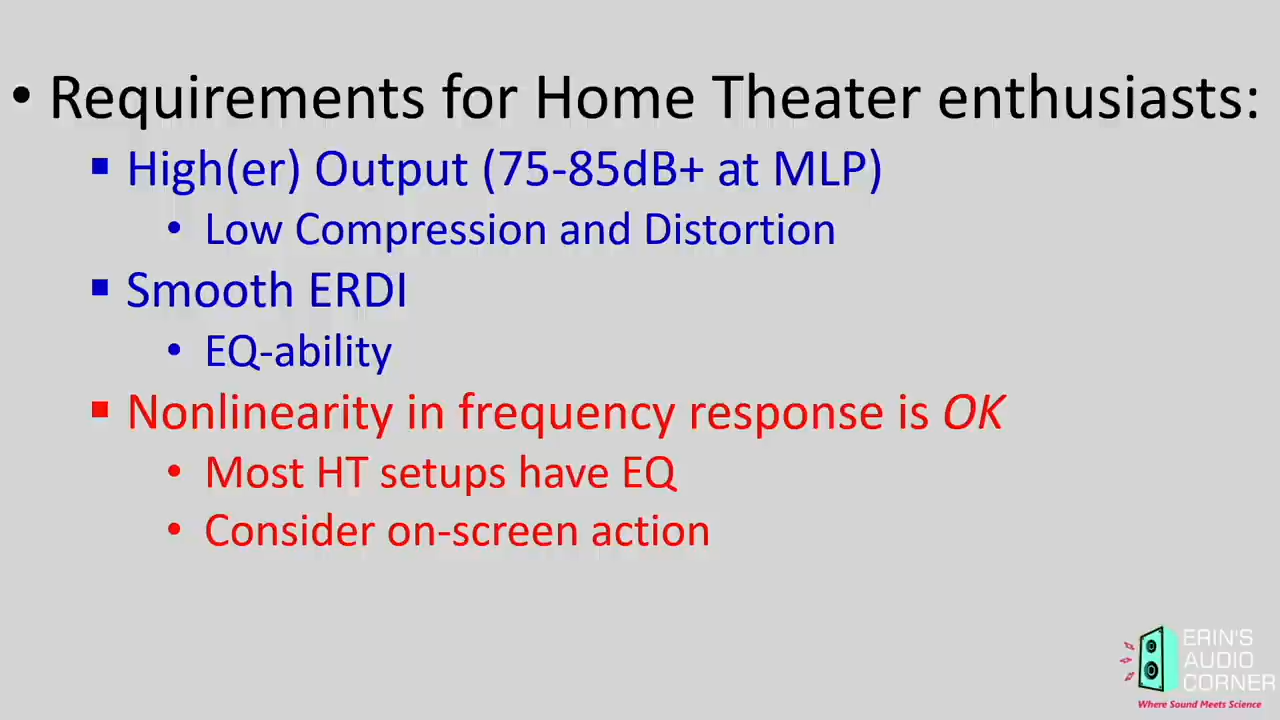 • Requirements for Home Theater enthusiasts:
▪ High(er) Output (75-85dB+ at MLP)
• Low Compression and Distortion
▪ Smooth ERDI
• EQ-ability
▪ Nonlinearity in frequency response is OK
• Most HT setups have EQ
• Consider on-screen action
ERIN'S
AUDIO
CORNER
Where Sound Meets Science